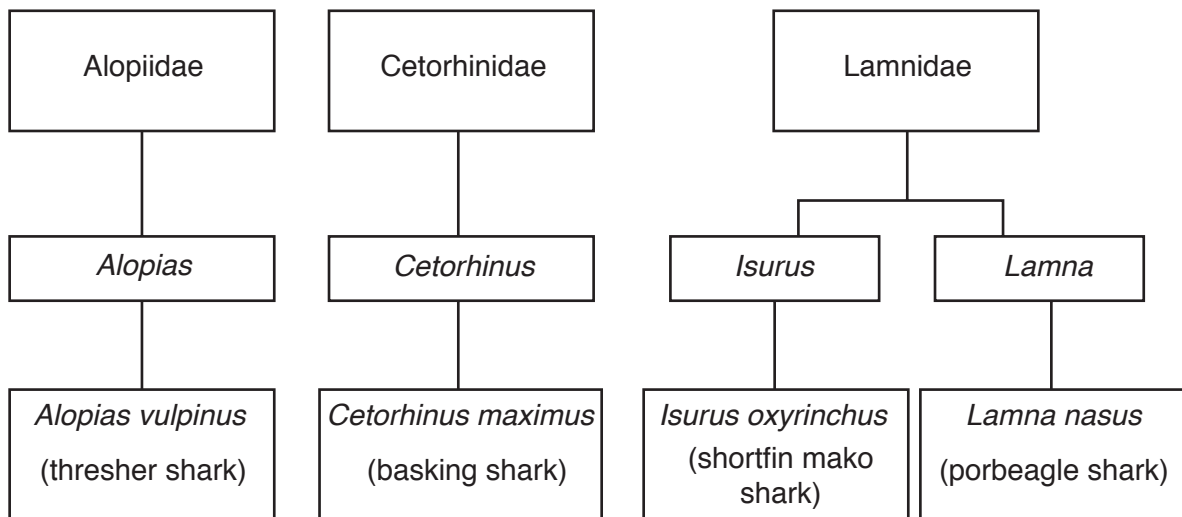 Alopiidae
Cetorhinidae
Lamnidae
Alopias
Cetorhinus
Isurus
Lamna
Alopias vulpinus
(thresher shark)
Cetorhinus maximus
(basking shark)
Isurus oxyrinchus
(shortfin mako
shark)
Lamna nasus
(porbeagle shark)